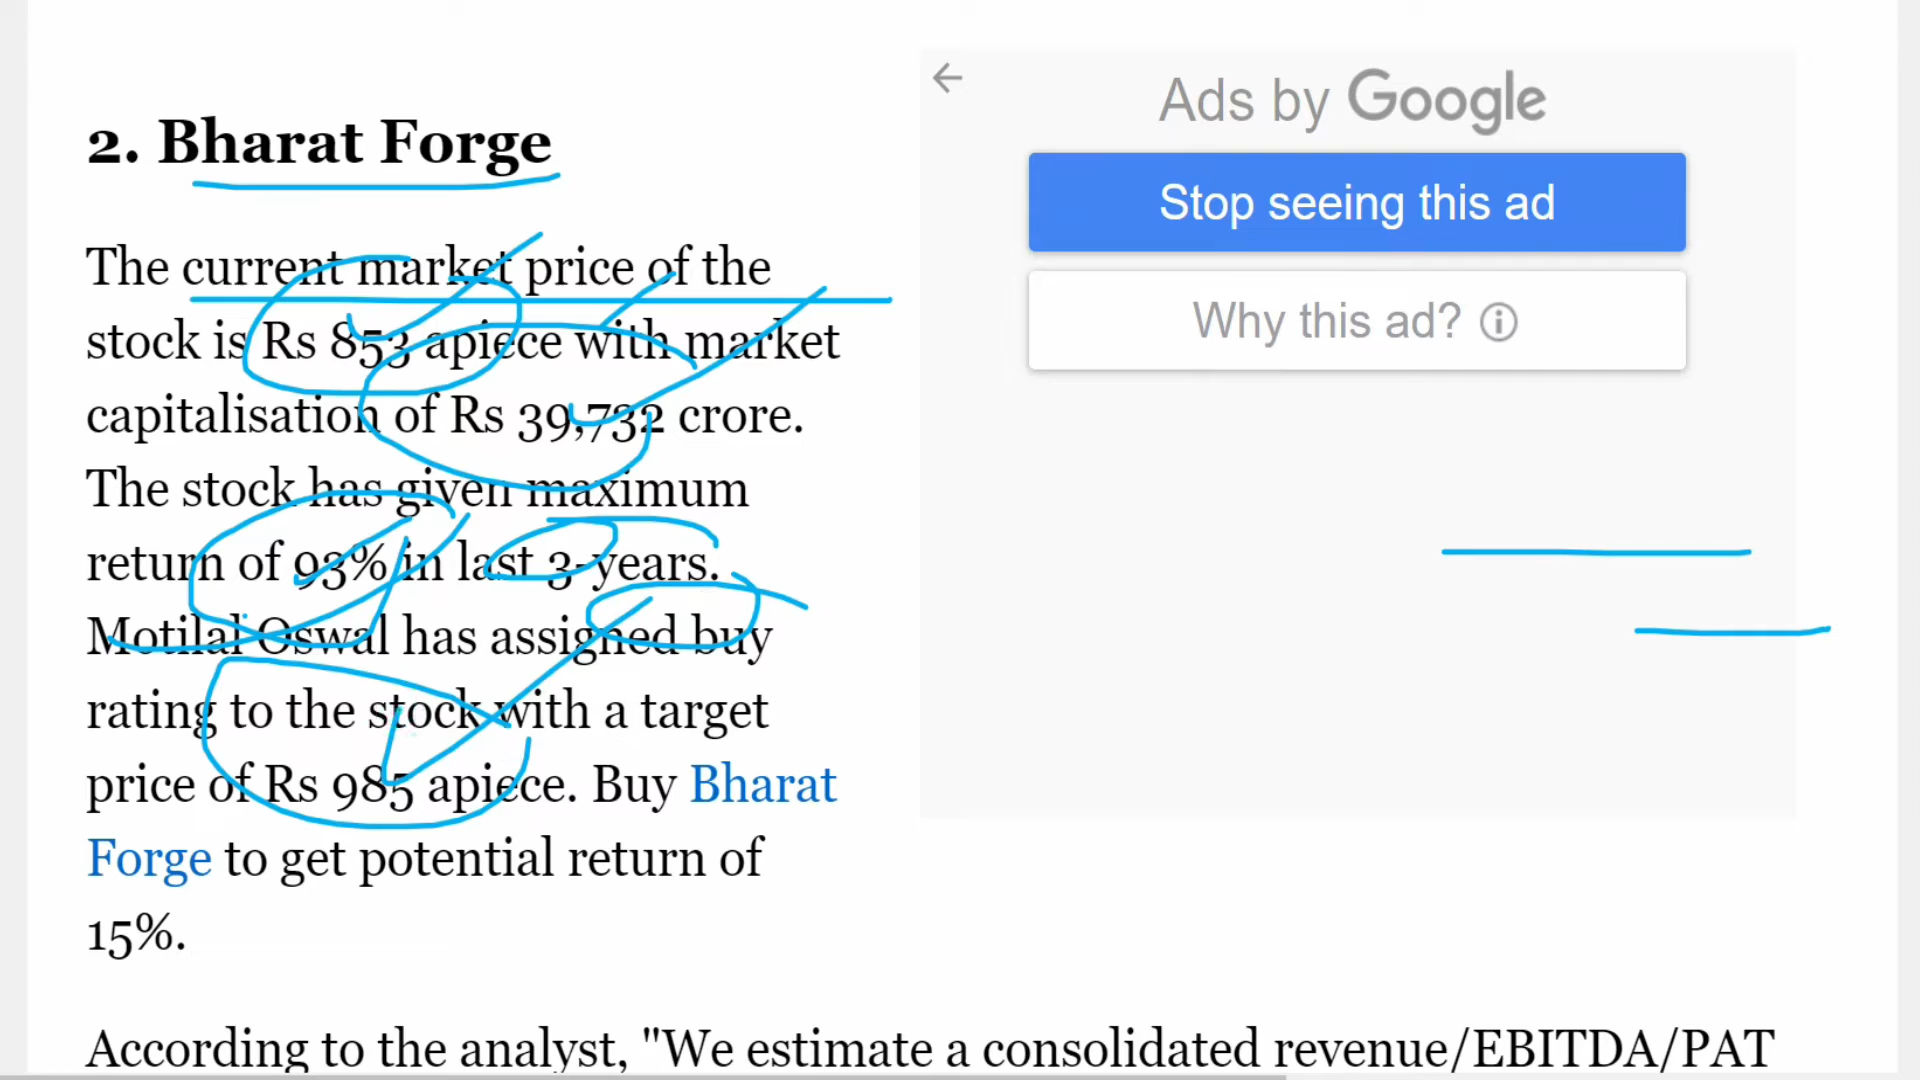 2. Bharat Forge
The current market price of the
stock is Rs 853 apiece with market
capitalisation of Rs 39,732 crore.
The stock has given maximum
return of 93% in last 3-years.
Motilal Oswal has assigned buy
rating to the stock with a target
price of Rs 985 apiece. Buy Bharat
Forge to get potential return of
15%.
According to the analyst, "We estimate a consolidated revenue/EBITDA/PAT
Ads by Google
Stop seeing this ad
Why this ad?